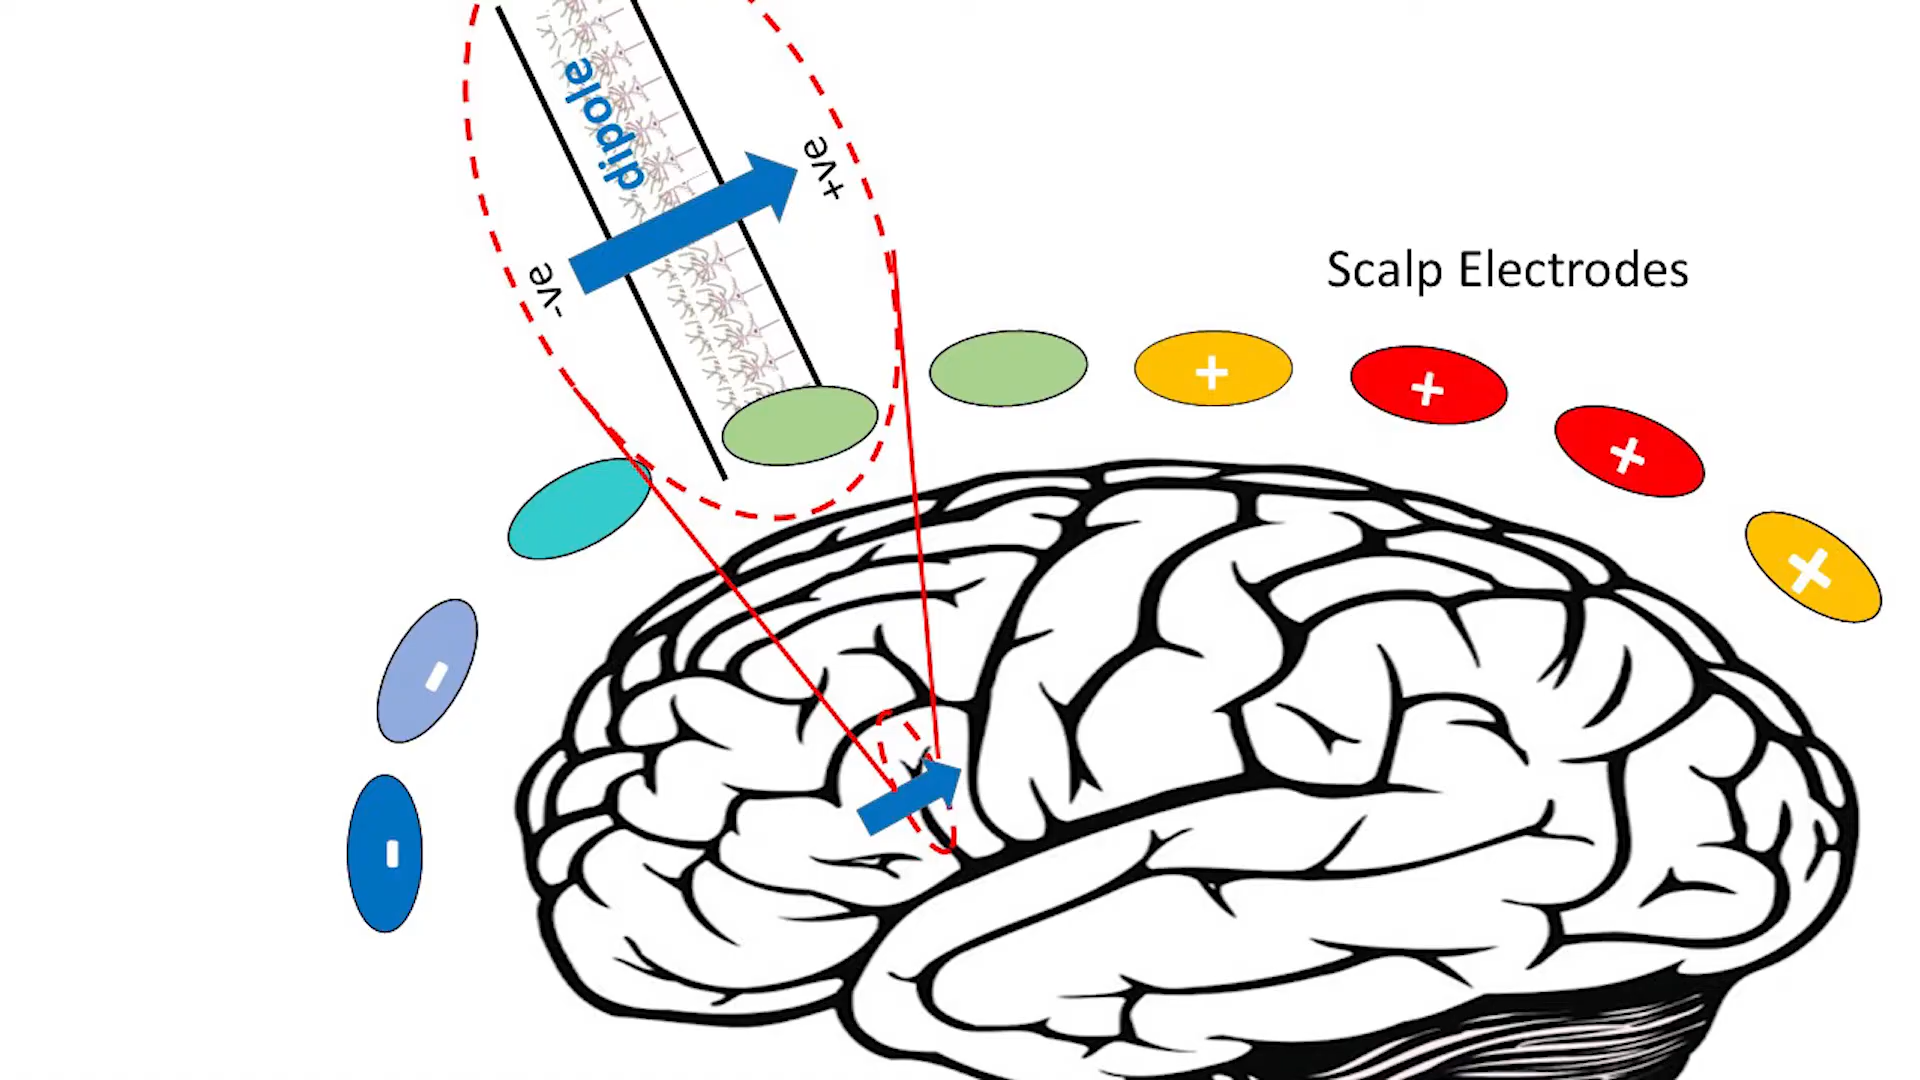 dipole
+ve
-ve
Scalp Electrodes
+
+
+
+
-
-